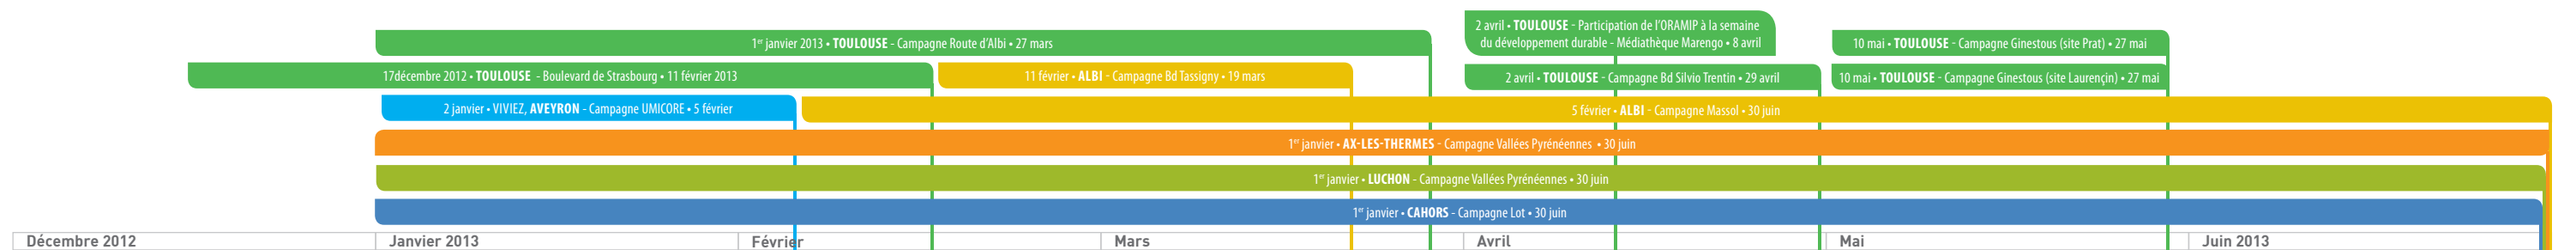 2 avril • TOULOUSE - Participation de l'ORAMIP à la semaine
du développement durable - Médiathèque Marengo • 8 avril
1er janvier 2013 • TOULOUSE - Campagne Route d'Albi • 27 mars
10 mai • TOULOUSE - Campagne Ginestous (site Prat) • 27 mai
17décembre 2012 • TOULOUSE - Boulevard de Strasbourg • 11 février 2013
11 février • ALBI - Campagne Bd Tassigny • 19 mars
2 avril • TOULOUSE - Campagne Bd Silvio Trentin • 29 avril
10 mai • TOULOUSE - Campagne Ginestous (site Laurençin) • 27 mai
2 janvier • VIVIEZ, AVEYRON - Campagne UMICORE • 5 février
5 février • ALBI - Campagne Massol • 30 juin
1er janvier • AX-LES-THERMES - Campagne Vallées Pyrénéennes • 30 juin
1er janvier • LUCHON - Campagne Vallées Pyrénéennes • 30 juin
1er janvier • CAHORS - Campagne Lot • 30 juin
Décembre 2012
Janvier 2013
Février
Mars
Avril
Mai
Juin 2013